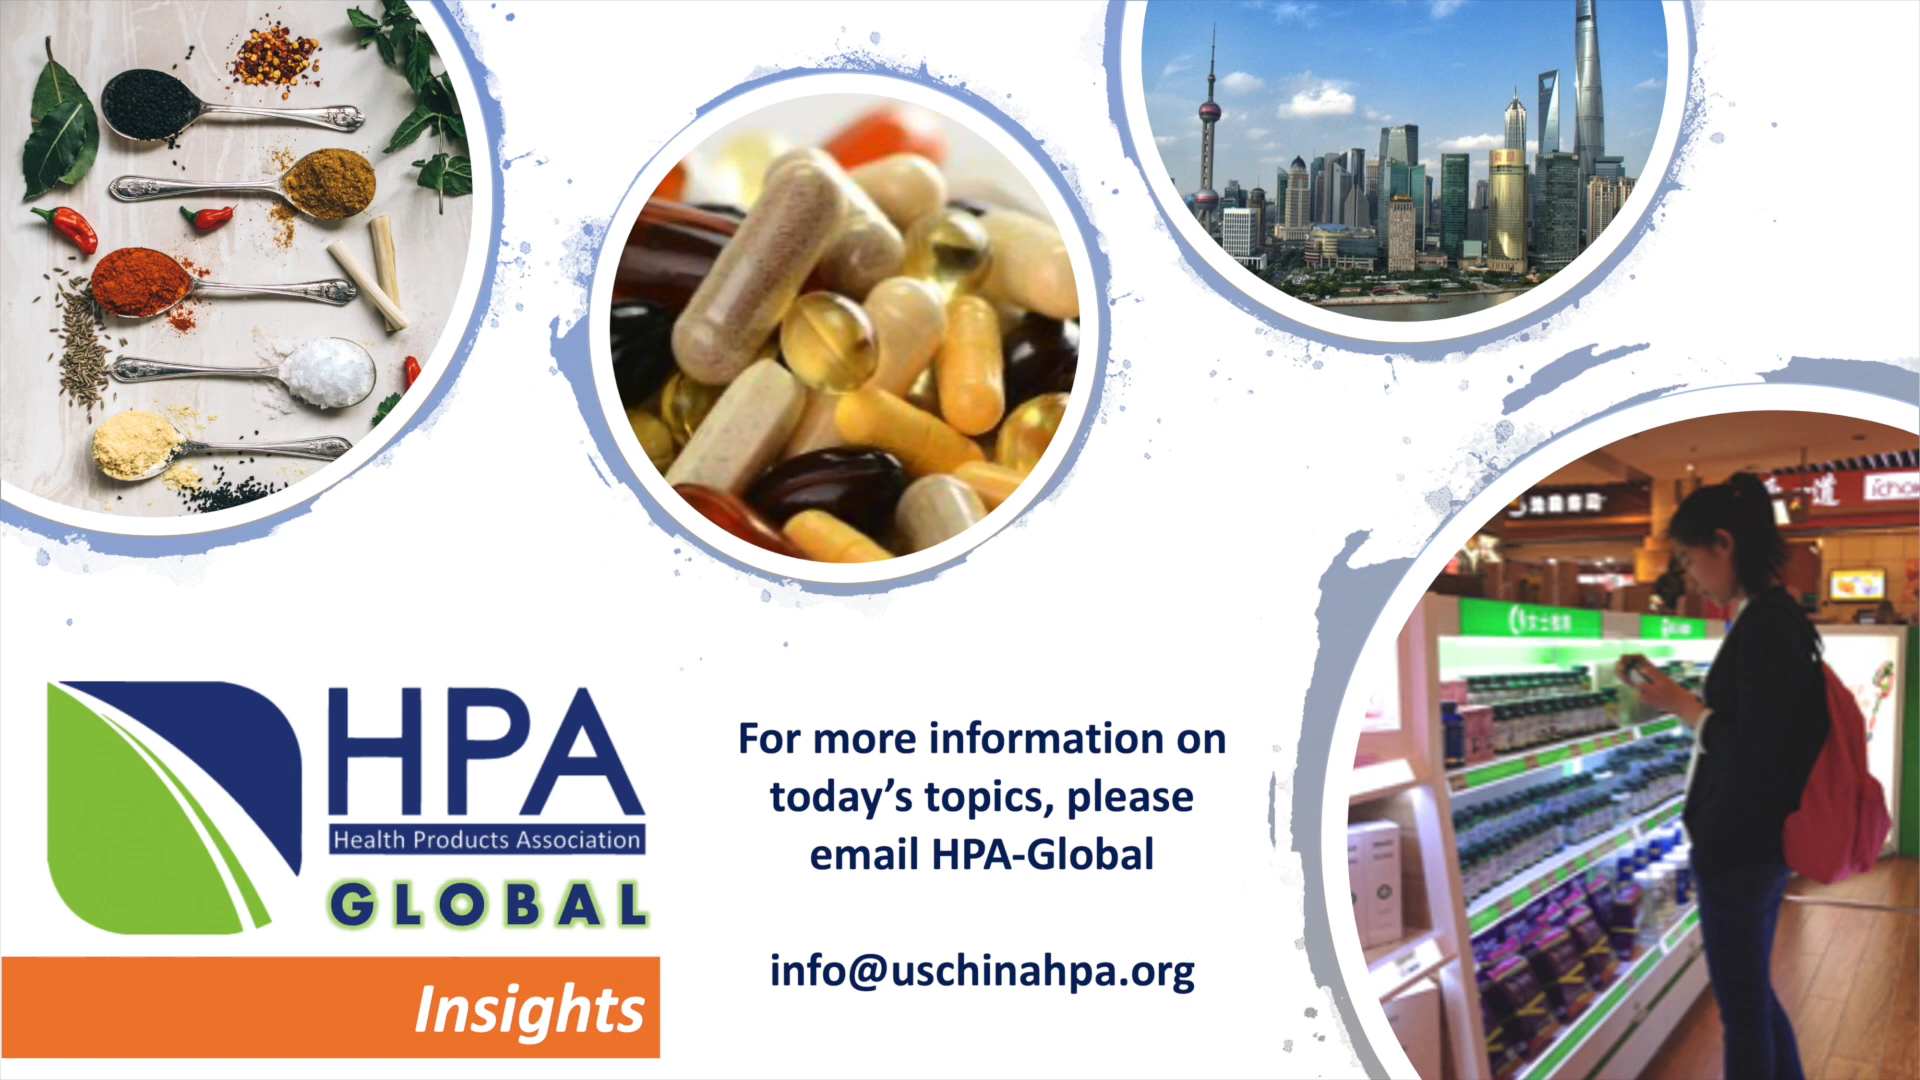 HPA
Health Products Association
GLOBAL
Insights
For more information on
today’s topics, please
email HPA-Global
info@uschinahpa.org